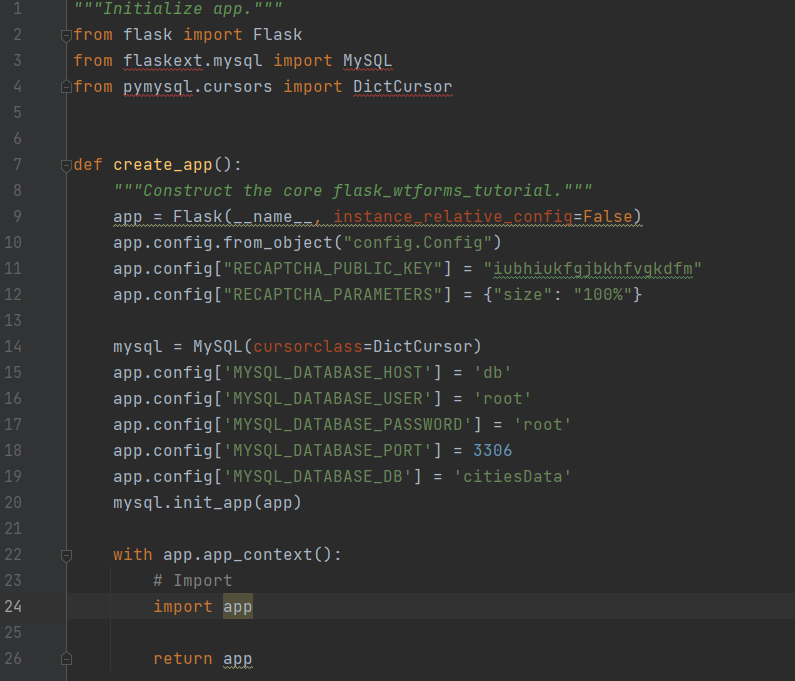 1 """Initialize app."""
2 from flask import Flask
3 from flaskext.mysql import MySQL
4 from pymysql.cursors import DictCursor
5
6
7 def create_app():
8     """Construct the core flask_wtforms_tutorial."""
9     app = Flask(__name__, instance_relative_config=False)
10     app.config.from_object("config.Config")
11     app.config["RECAPTCHA_PUBLIC_KEY"] = "iubhiukfgjbkhfvgkdfm"
12     app.config["RECAPTCHA_PARAMETERS"] = {"size": "100%"}
13
14     mysql = MySQL(cursorclass=DictCursor)
15     app.config['MYSQL_DATABASE_HOST'] = 'db'
16     app.config['MYSQL_DATABASE_USER'] = 'root'
17     app.config['MYSQL_DATABASE_PASSWORD'] = 'root'
18     app.config['MYSQL_DATABASE_PORT'] = 3306
19     app.config['MYSQL_DATABASE_DB'] = 'citiesData'
20     mysql.init_app(app)
21
22     with app.app_context():
23         # Import
24         import app
25
26         return app